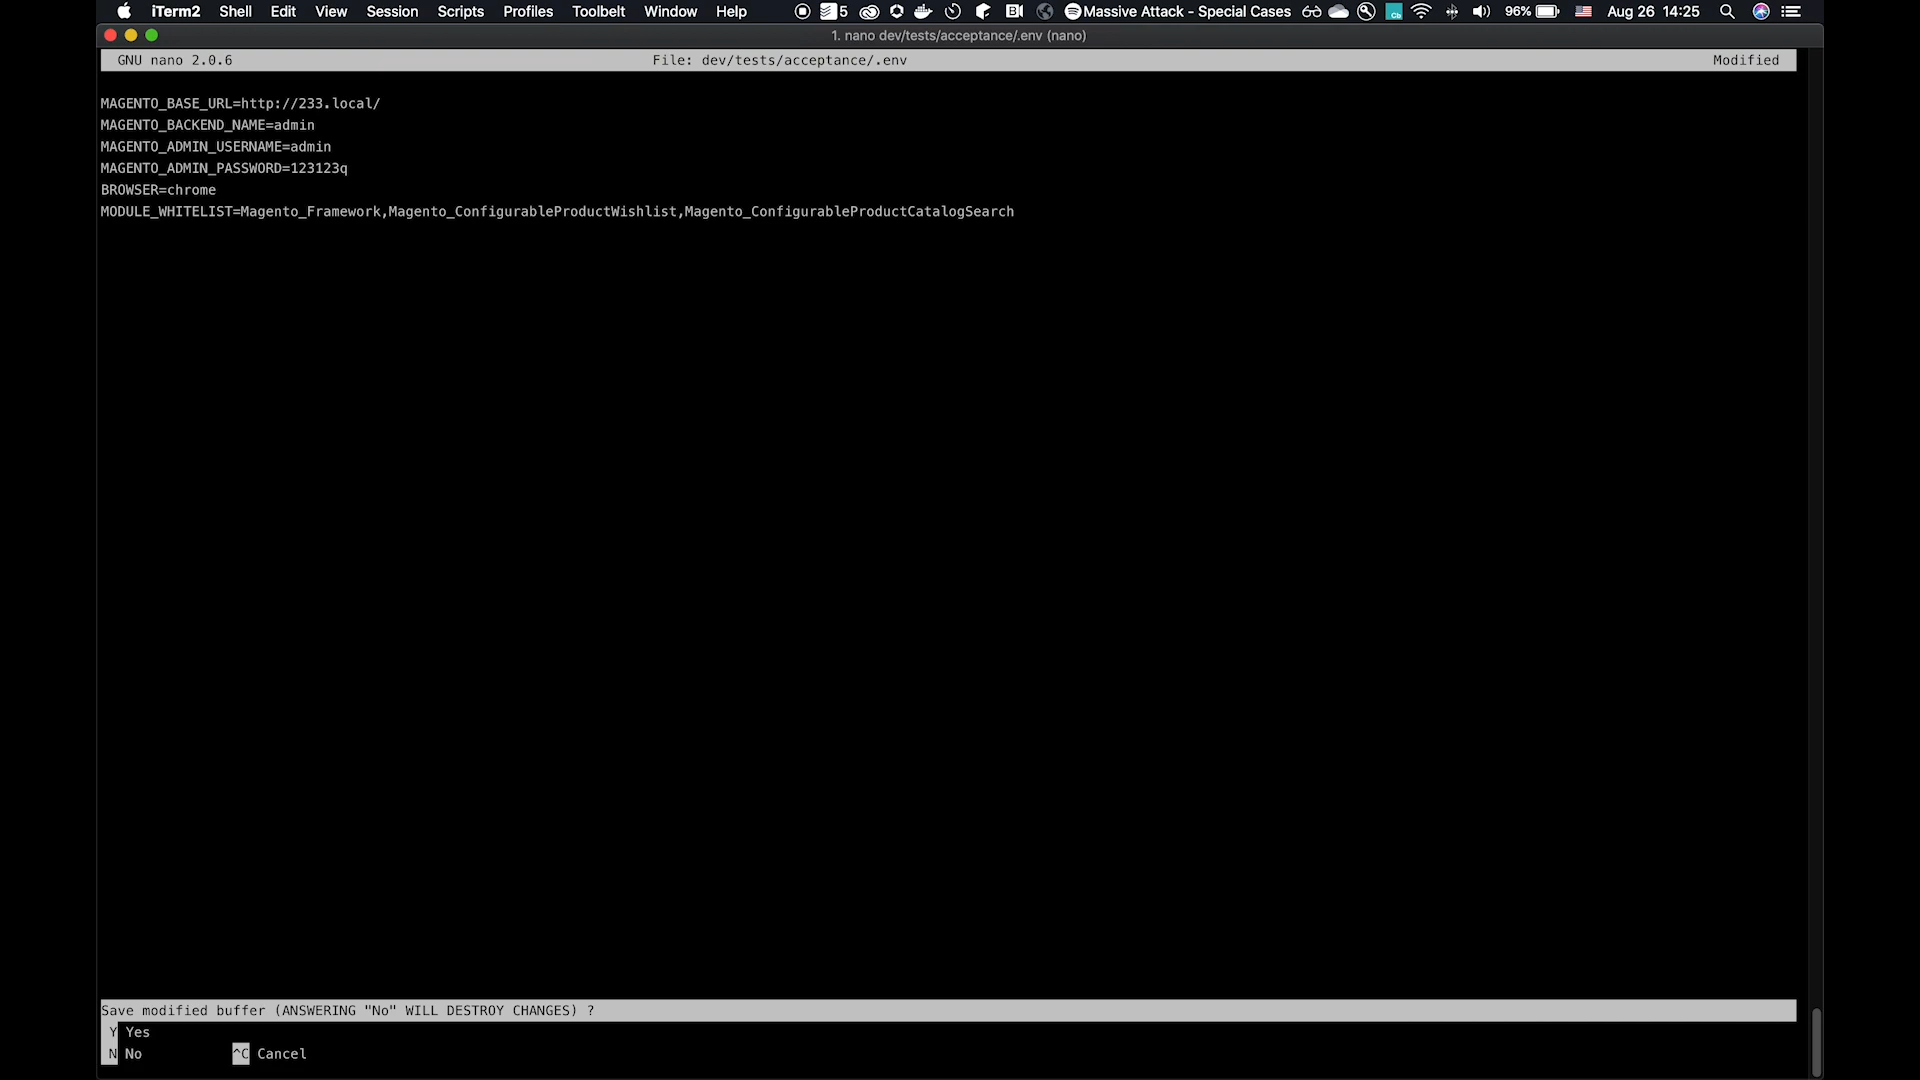 iTerm2 Shell Edit View Session Scripts Profiles Toolbelt Window Help 5 Massive Attack - Special Cases Cb 96% Aug 26 14:25
1. nano dev/tests/acceptance/.env (nano)
GNU nano 2.0.6 File: dev/tests/acceptance/.env Modified
MAGENTO_BASE_URL=http://233.local/
MAGENTO_BACKEND_NAME=admin
MAGENTO_ADMIN_USERNAME=admin
MAGENTO_ADMIN_PASSWORD=123123q
BROWSER=chrome
MODULE_WHITELIST=Magento_Framework,Magento_ConfigurableProductWishlist,Magento_ConfigurableProductCatalogSearch
Save modified buffer (ANSWERING "No" WILL DESTROY CHANGES) ?
Y Yes
N No ^C Cancel